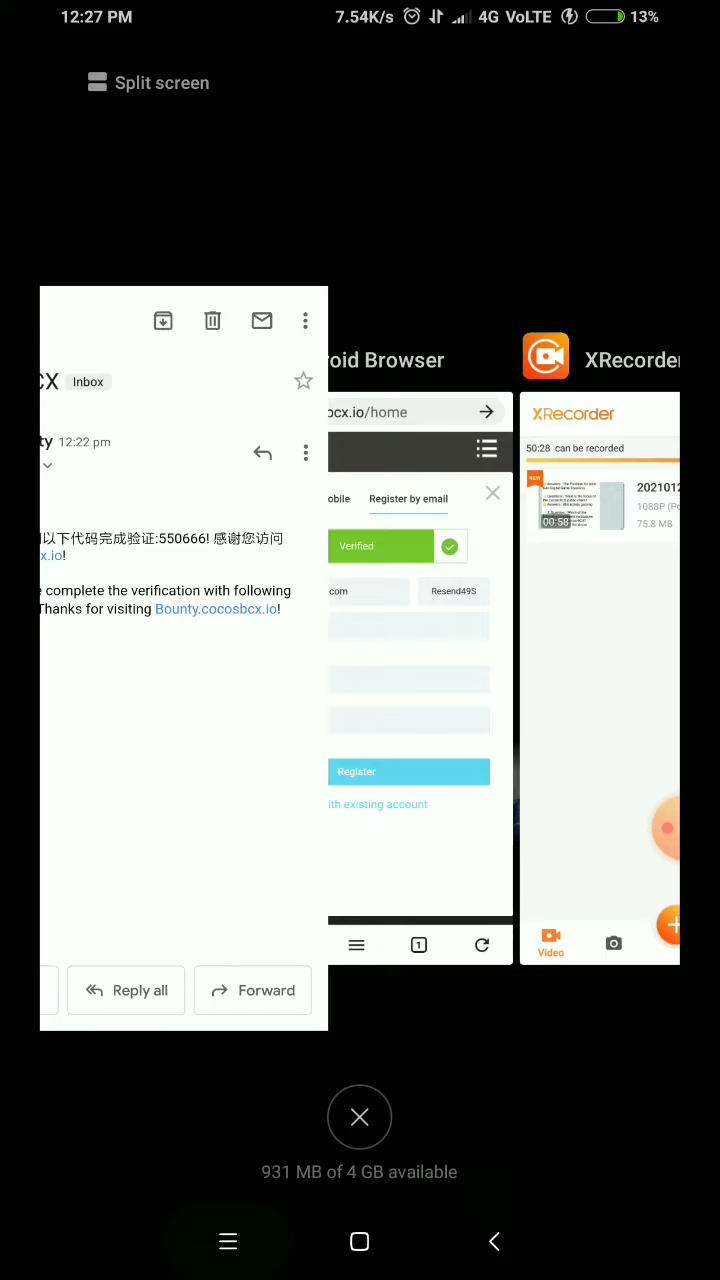 12:27 PM
7.54K/s 4G VoLTE 13%
Split screen
CX Inbox
ty 12:22 pm
以下代码完成验证:550666! 感谢您访问
x.io!
e complete the verification with following
Thanks for visiting Bounty.cocosbcx.io!
Reply all
Forward
oid Browser
bcx.io/home
obile Register by email
Verified
com Resend49S
Register
ith existing account
1
XRecorder
XRecorder
50:28 can be recorded
NEW
00:58
2021012
1088P (Po
75.8 MB
Video
931 MB of 4 GB available